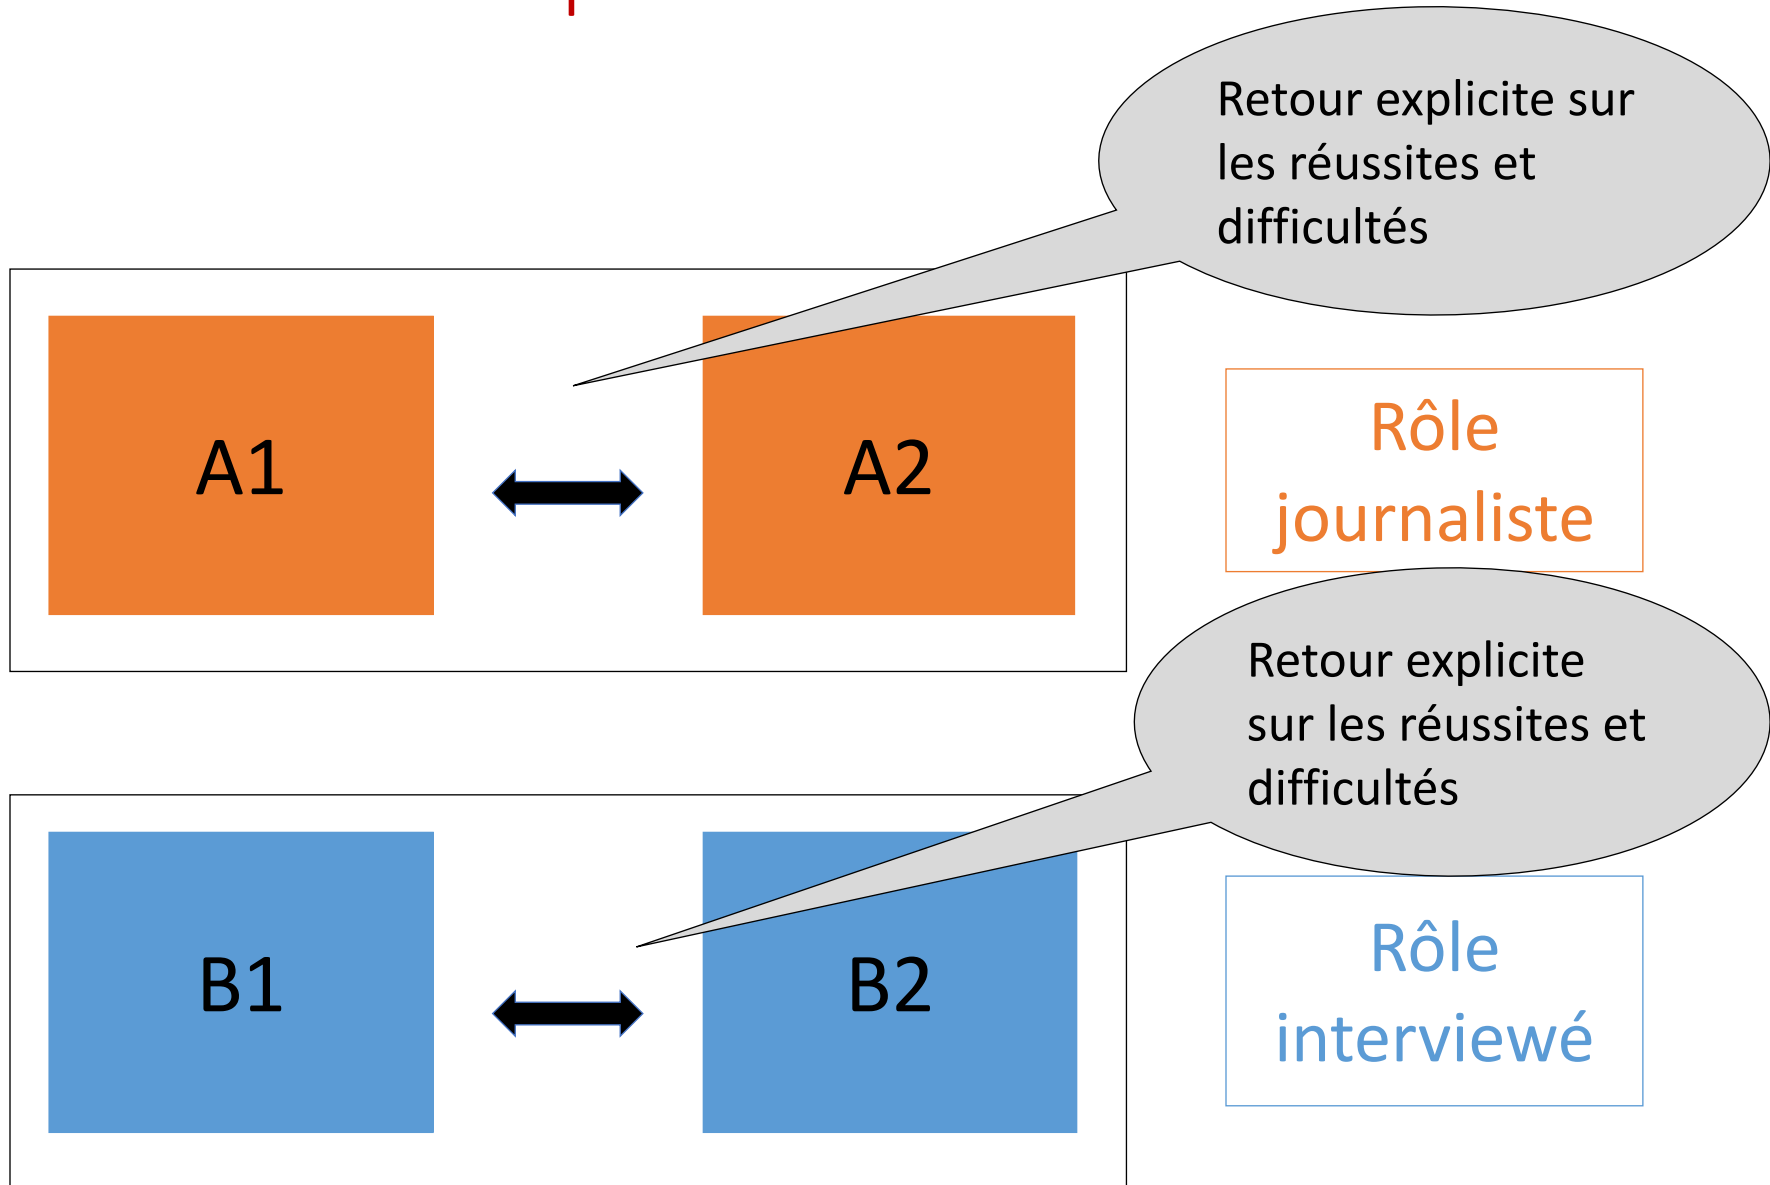 Retour explicite sur
les réussites et
difficultés
A1
A2
Rôle
journaliste
Retour explicite
sur les réussites et
difficultés
B1
B2
Rôle
interviewé